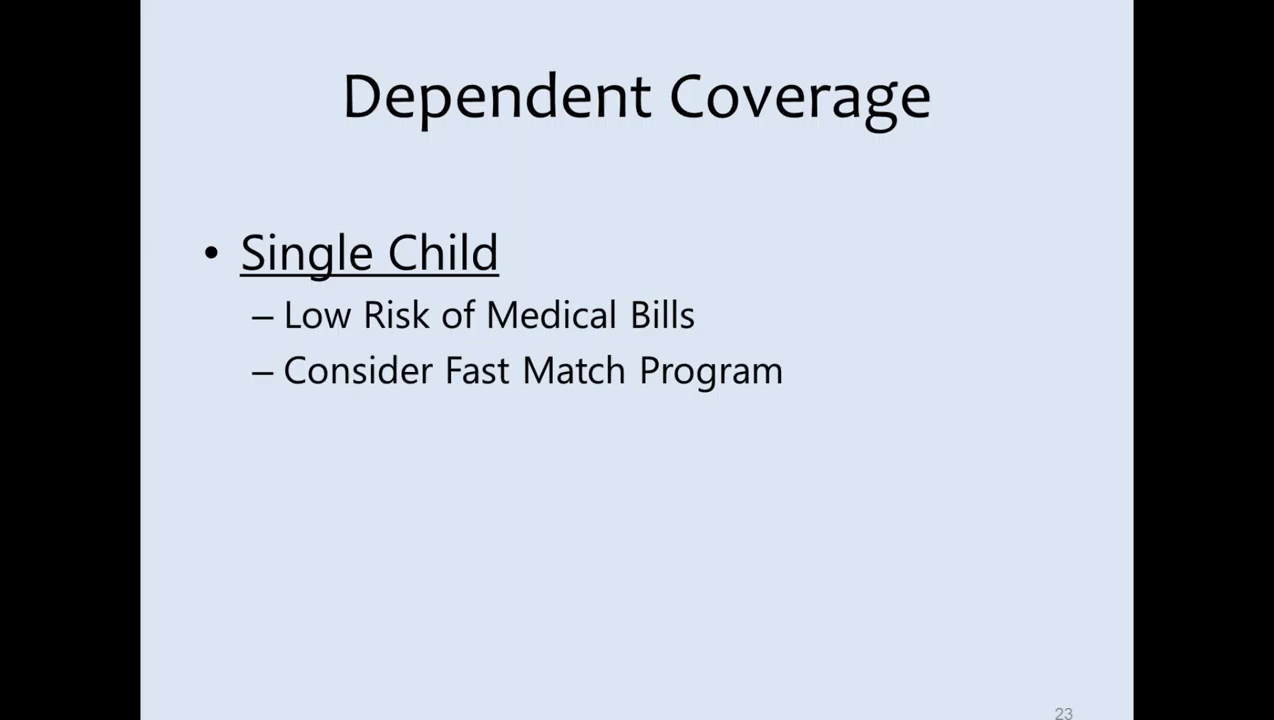 Dependent Coverage
• Single Child
– Low Risk of Medical Bills
– Consider Fast Match Program
23